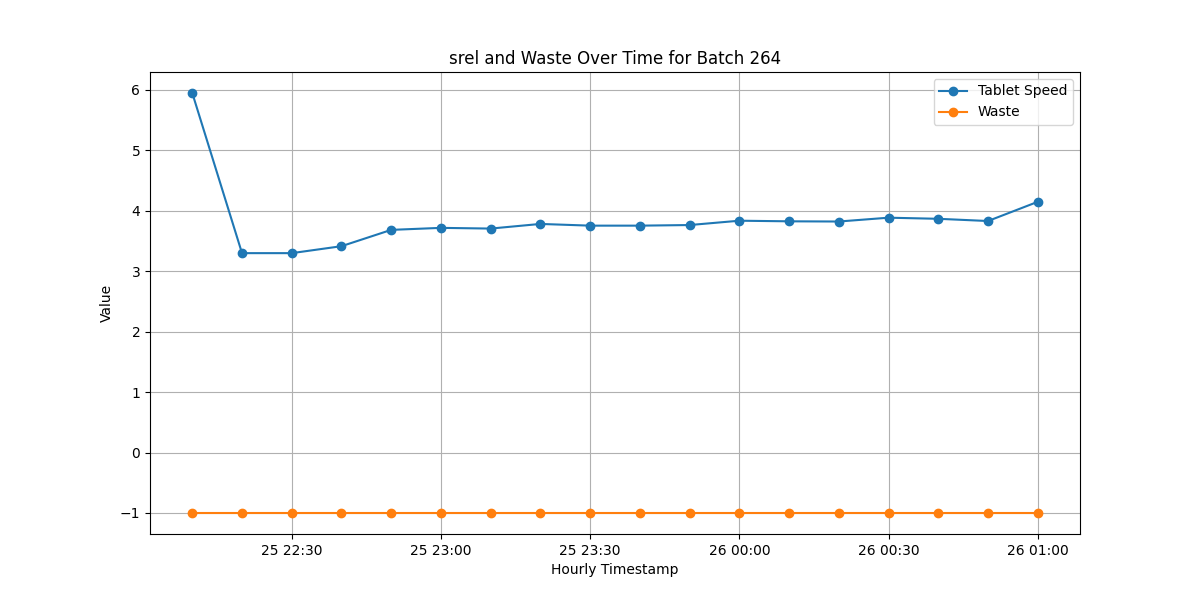 srel and Waste Over Time for Batch 264
Tablet Speed
Waste
6
5
4
3
2
1
0
−1
Value
25 22:30 25 23:00 25 23:30 26 00:00 26 00:30 26 01:00
Hourly Timestamp